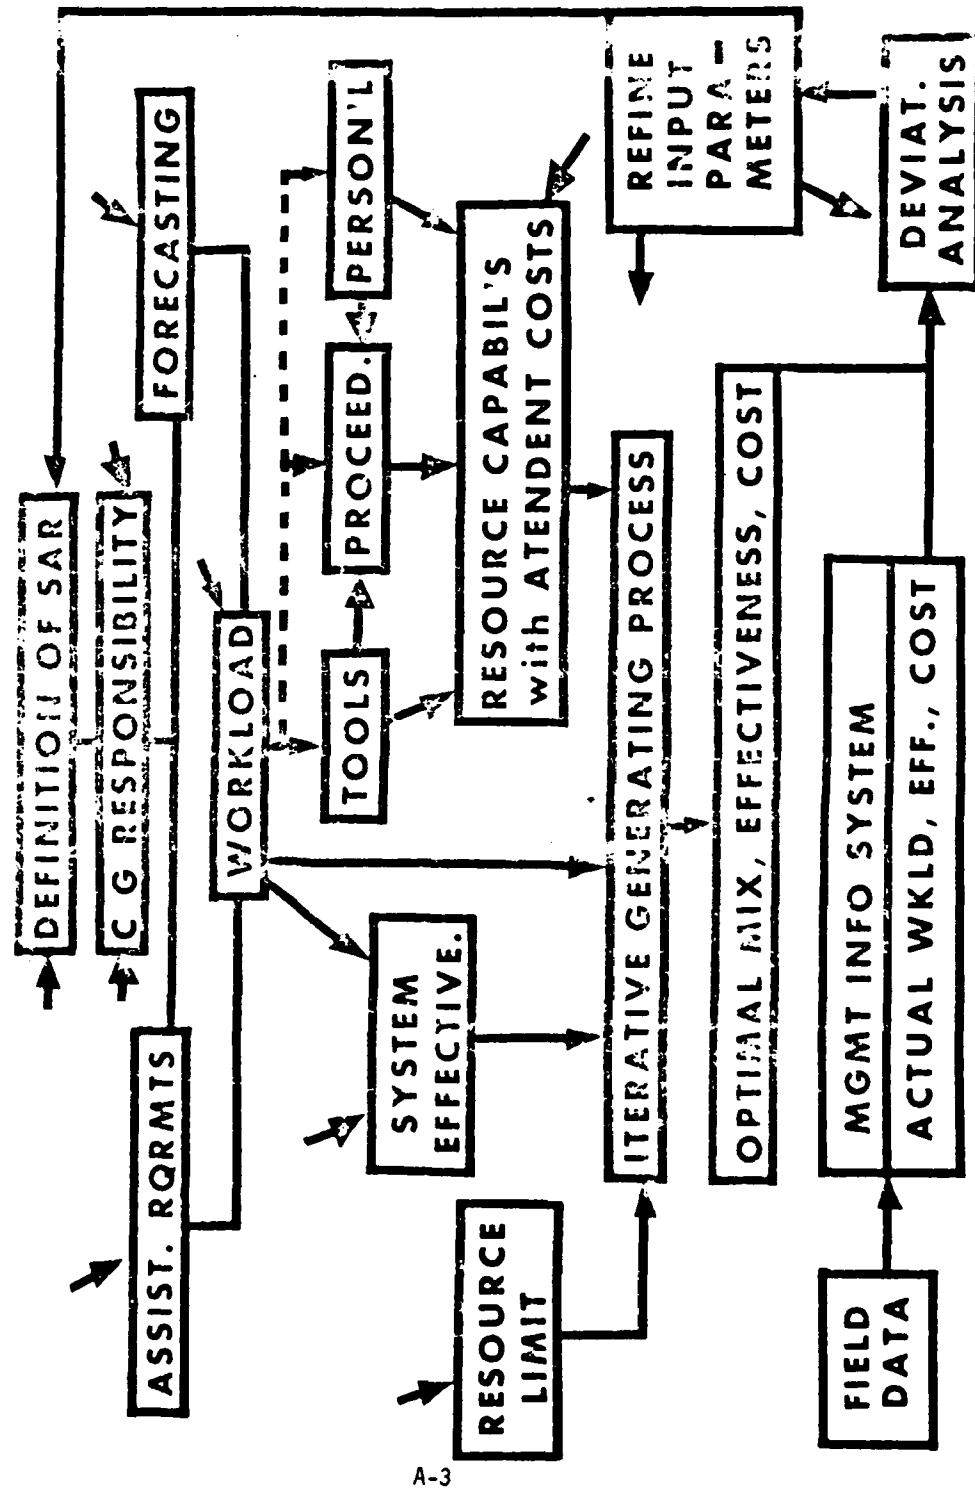 DEFINITION OF SAR
C G RESPONSIBILITY
ASSIST. RQRMTS
FORECASTING
WORKLOAD
TOOLS
PROCEED.
PERSON'L
SYSTEM
EFFECTIVE.
RESOURCE CAPABIL'S
with ATENDENT COSTS
RESOURCE
LIMIT
ITERATIVE GENERATING PROCESS
REFINE
INPUT
PARA-
METERS
OPTIMAL MIX, EFFECTIVENESS, COST
FIELD
DATA
MGMT INFO SYSTEM
ACTUAL WKLD, EFF., COST
DEVIAT.
ANALYSIS
A-3